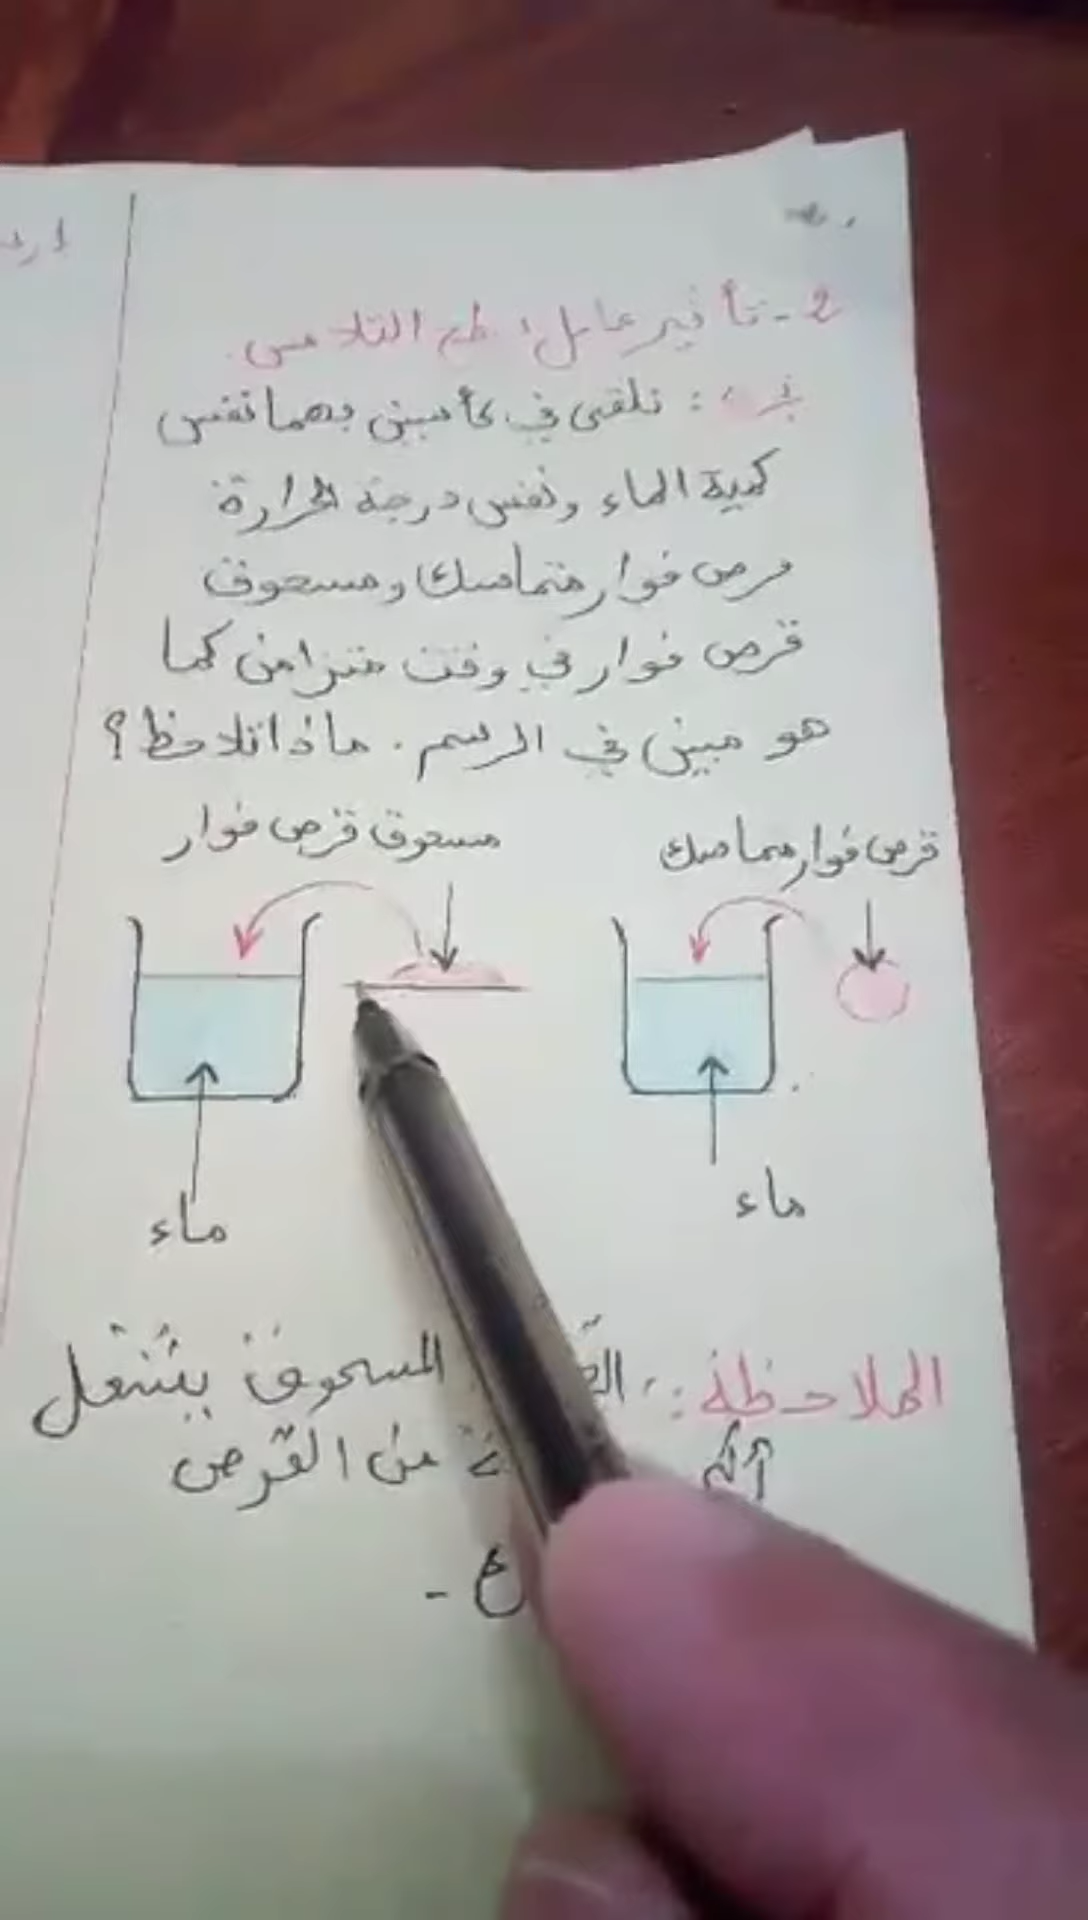 2 - تأثير عامل سطح التلامس.
تجربة: نلقي في كأسين بهما نفس
كمية الماء ونفس درجة الحرارة
قرص فوار متماسك ومسحوق
قرص فوار في وقت متزامن كما
هو مبين في الرسم. ماذا تلاحظ؟
قرص فوار متماسك
مسحوق قرص فوار
ماء
ماء
الملاحظة: المسحوق يتفعل
من القرص